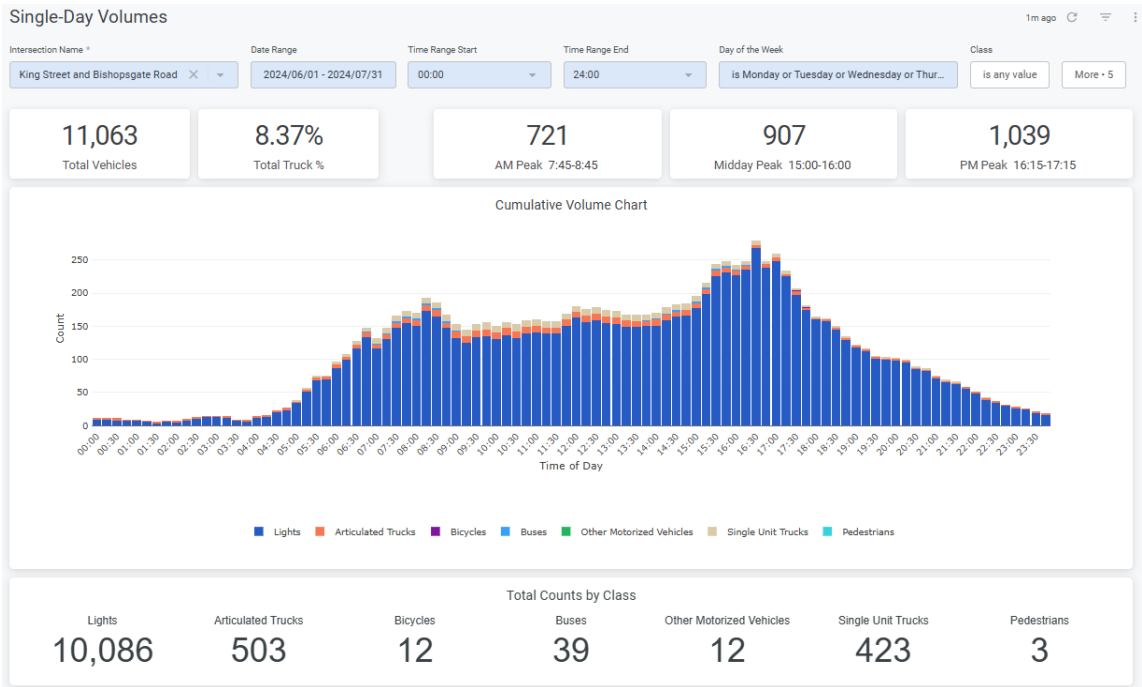 Single-Day Volumes
1m ago
Intersection Name * Date Range Time Range Start Time Range End Day of the Week Class
King Street and Bishopsgate Road 2024/06/01 - 2024/07/31 00:00 24:00 is Monday or Tuesday or Wednesday or Thur... is any value More • 5
11,063 8.37% 721 907 1,039
Total Vehicles Total Truck % AM Peak 7:45-8:45 Midday Peak 15:00-16:00 PM Peak 16:15-17:15
Cumulative Volume Chart
250
200
150
100
50
0
Count
00:00 00:30 01:00 01:30 02:00 02:30 03:00 03:30 04:00 04:30 05:00 05:30 06:00 06:30 07:00 07:30 08:00 08:30 09:00 09:30 10:00 10:30 11:00 11:30 12:00 12:30 13:00 13:30 14:00 14:30 15:00 15:30 16:00 16:30 17:00 17:30 18:00 18:30 19:00 19:30 20:00 20:30 21:00 21:30 22:00 22:30 23:00 23:30
Time of Day
Lights Articulated Trucks Bicycles Buses Other Motorized Vehicles Single Unit Trucks Pedestrians
Total Counts by Class
Lights Articulated Trucks Bicycles Buses Other Motorized Vehicles Single Unit Trucks Pedestrians
10,086 503 12 39 12 423 3